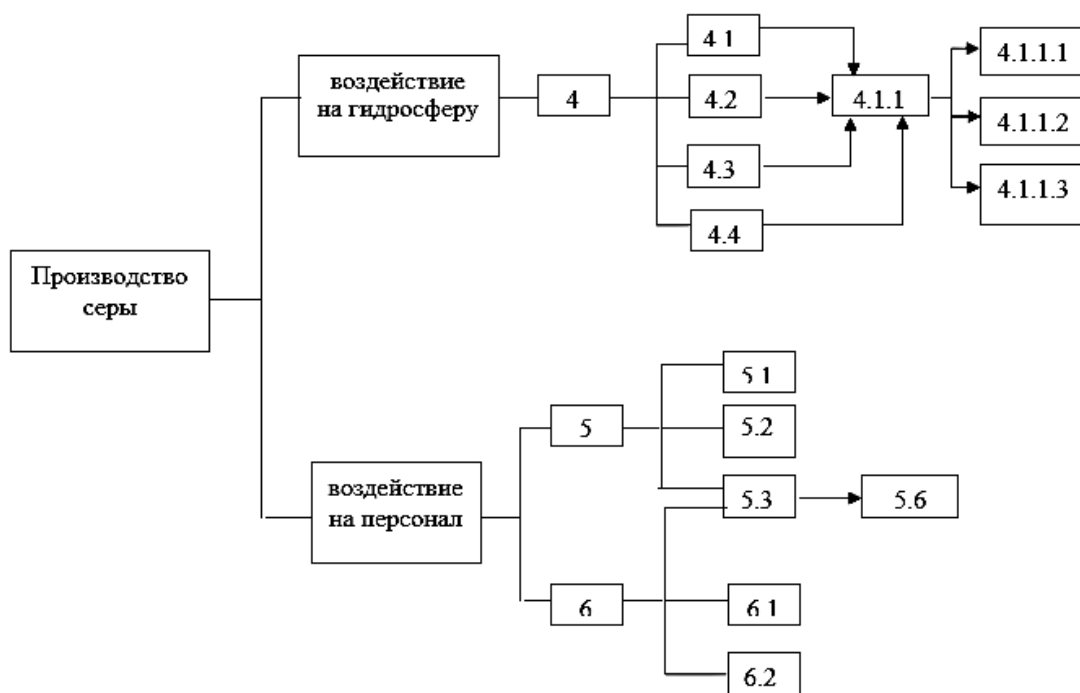 4.1
4.1.1.1
воздействие
на гидросферу
4
4.2
4.1.1
4.1.1.2
4.3
4.1.1.3
4.4
Производство
серы
5.1
5
5.2
воздействие
на персонал
5.3
5.6
6
6.1
6.2